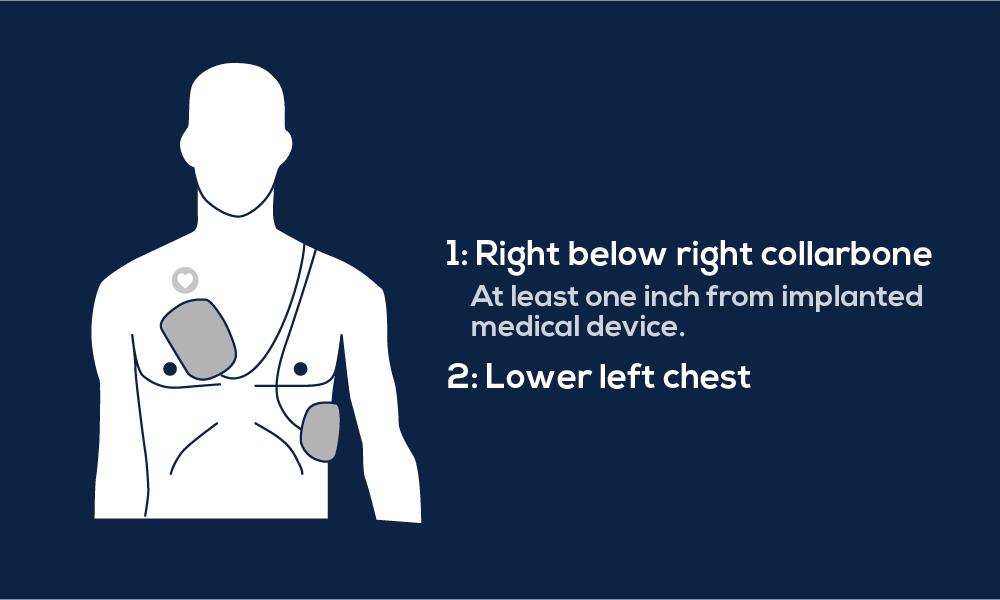 1: Right below right collarbone
At least one inch from implanted
medical device.
2: Lower left chest